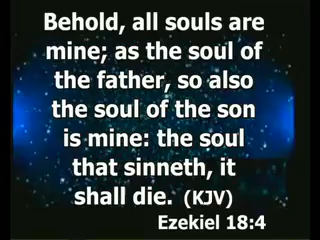 Behold, all souls are
mine; as the soul of
the father, so also
the soul of the son
is mine: the soul
that sinneth, it
shall die. (KJV)
Ezekiel 18:4